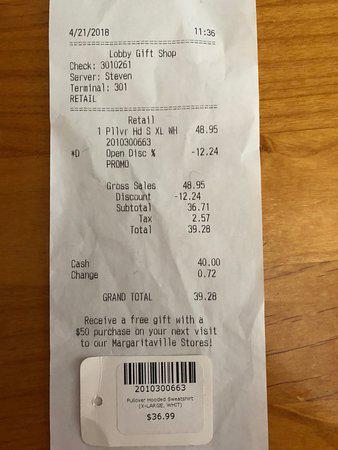 4/21/2018 11:36
Lobby Gift Shop
Check: 3010261
Server: Steven
Terminal: 301
RETAIL
Retail
1 Pllvr Hd S XL WH 48.95
2010300663
*D Open Disc % -12.24
PROMO
Gross Sales 48.95
Discount -12.24
Subtotal 36.71
Tax 2.57
Total 39.28
Cash 40.00
Change 0.72
GRAND TOTAL 39.28
Receive a free gift with a
$50 purchase on your next visit
to our Margaritaville Stores!
2010300663
Pullover Hooded Sweatshirt
(X-LARGE, WHIT)
$36.99